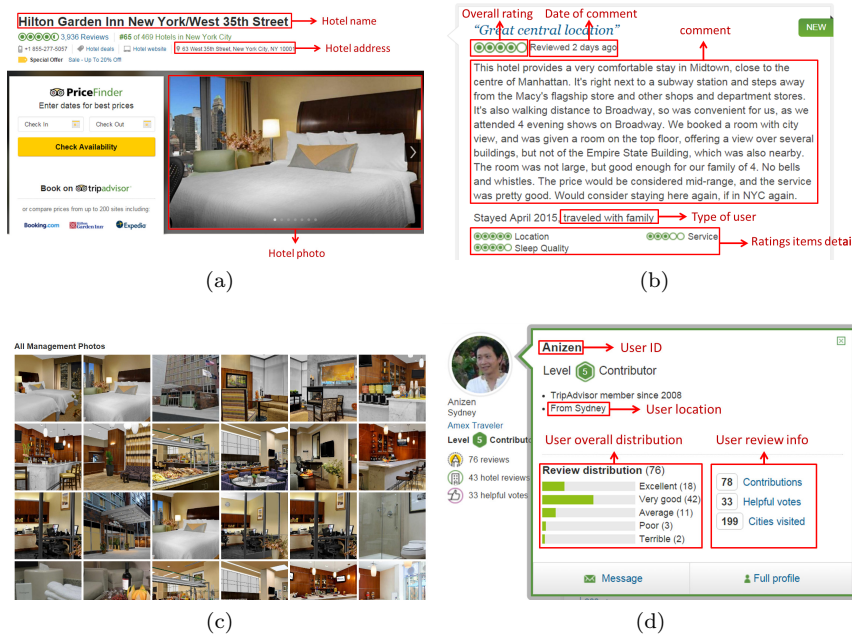 Hilton Garden Inn New York/West 35th Street
Hotel name
3,936 Reviews #65 of 469 Hotels in New York City
+1 855-277-5057 Hotel deals Hotel website 63 West 35th Street, New York City, NY 10001
Hotel address
Special Offer Sale - Up To 20% Off!
PriceFinder
Enter dates for best prices
Check In Check Out
Check Availability
Book on tripadvisor
or compare prices from up to 200 sites including:
Booking.com Hilton Garden Inn Expedia
Hotel photo
(a)
Overall rating Date of comment
"Great central location"
NEW
Reviewed 2 days ago
comment
This hotel provides a very comfortable stay in Midtown, close to the
centre of Manhattan. It's right next to a subway station and steps away
from the Macy's flagship store and other shops and department stores.
It's also walking distance to Broadway, so was convenient for us, as we
attended 4 evening shows on Broadway. We booked a room with city
view, and was given a room on the top floor, offering a view over several
buildings, but not of the Empire State Building, which was also nearby.
The room was not large, but good enough for our family of 4. No bells
and whistles. The price would be considered mid-range, and the service
was pretty good. Would consider staying here again, if in NYC again.
Stayed April 2015, traveled with family
Type of user
Location Service
Sleep Quality
Ratings items detail
(b)
All Management Photos
(c)
Anizen
Sydney
Amex Traveler
Level 5 Contributo
76 reviews
43 hotel reviews
33 helpful votes
Anizen
User ID
Level 5 Contributor
TripAdvisor member since 2008
From Sydney
User location
User overall distribution User review info
Review distribution (76)
Excellent (18)
Very good (42)
Average (11)
Poor (3)
Terrible (2)
78 Contributions
33 Helpful votes
199 Cities visited
Message Full profile
(d)